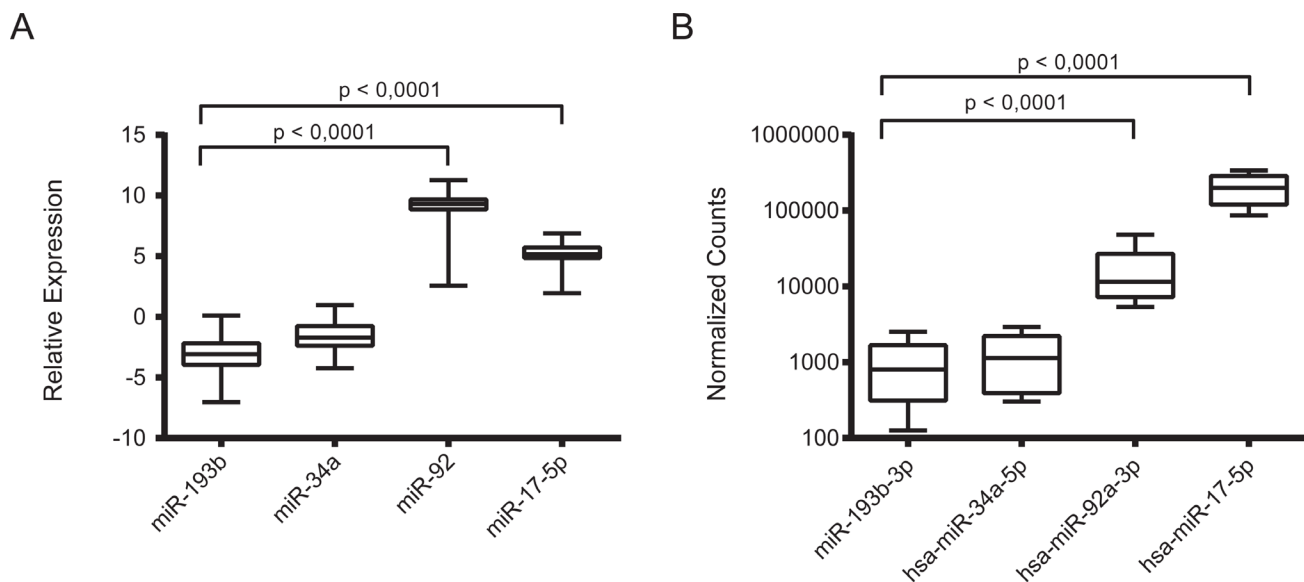 A
p < 0,0001
p < 0,0001
Relative Expression
15
10
5
0
-5
-10
miR-193b
miR-34a
miR-92
miR-17-5p
B
p < 0,0001
p < 0,0001
Normalized Counts
1000000
100000
10000
1000
100
miR-193b-3p
hsa-miR-34a-5p
hsa-miR-92a-3p
hsa-miR-17-5p